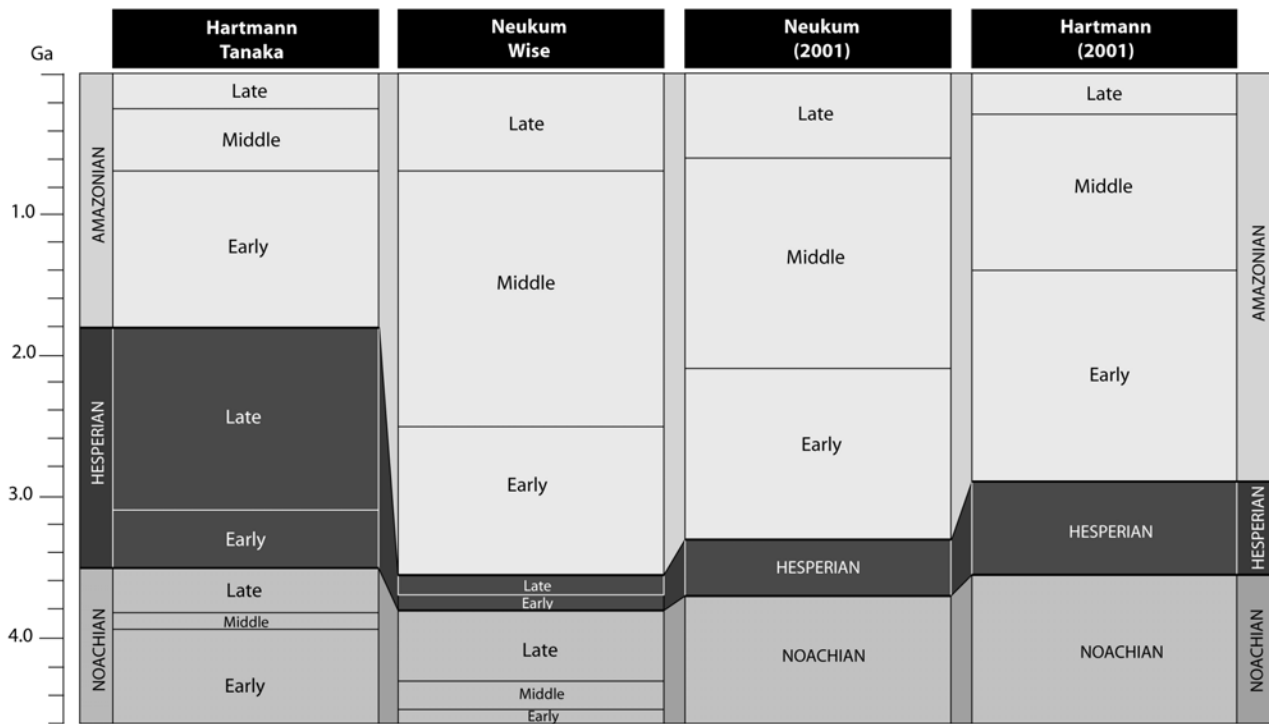 Ga
Hartmann
Tanaka
Neukum
Wise
Neukum
(2001)
Hartmann
(2001)
1.0
2.0
3.0
4.0
AMAZONIAN
HESPERIAN
NOACHIAN
Late
Middle
Early
Late
Early
Late
Middle
Early
Late
Middle
Early
Late
Early
Late
Middle
Early
Late
Middle
Early
HESPERIAN
NOACHIAN
Late
Middle
Early
HESPERIAN
NOACHIAN
AMAZONIAN
HESPERIAN
NOACHIAN